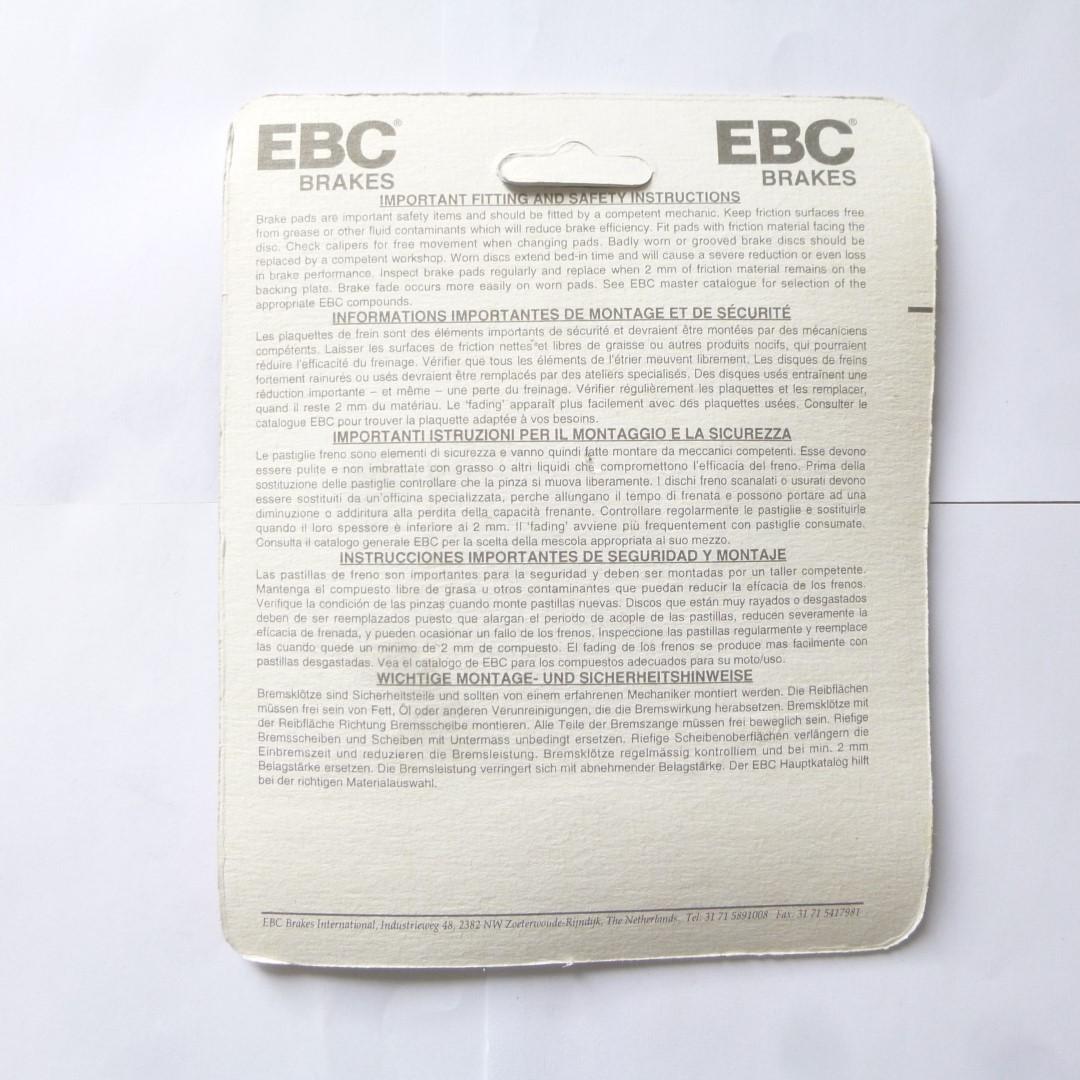 EBC® EBC®
BRAKES BRAKES
IMPORTANT FITTING AND SAFETY INSTRUCTIONS
Brake pads are important safety items and should be fitted by a competent mechanic. Keep friction surfaces free
from grease or other fluid contaminants which will reduce brake efficiency. Fit pads with friction material facing the
disc. Check calipers for free movement when changing pads. Badly worn or grooved brake discs should be
replaced by a competent workshop. Worn discs extend bed-in time and will cause a severe reduction or even loss
in brake performance. Inspect brake pads regularly and replace when 2 mm of friction material remains on the
backing plate. Brake fade occurs more easily on worn pads. See EBC master catalogue for selection of the
appropriate EBC compounds.
INFORMATIONS IMPORTANTES DE MONTAGE ET DE SÉCURITÉ
Les plaquettes de frein sont des éléments importants de sécurité et devraient être montées par des mécaniciens
compétents. Laisser les surfaces de friction nettes et libres de graisse ou autres produits nocifs, qui pourraient
réduire l'efficacité du freinage. Vérifier que tous les éléments de l'étrier meuvent librement. Les disques de freins
fortement rainurés ou usés devraient être remplacés par des ateliers specialisés. Des disques usés entraînent une
réduction importante – et même – une perte du freinage. Vérifier régulièrement les plaquettes et les remplacer,
quand il reste 2 mm du matériau. Le 'fading' apparaît plus facilement avec des plaquettes usées. Consulter le
catalogue EBC pour trouver la plaquette adaptée à vos besoins.
IMPORTANTI ISTRUZIONI PER IL MONTAGGIO E LA SICUREZZA
Le pastiglie freno sono elementi di sicurezza e vanno quindi fatte montare da meccanici competenti. Esse devono
essere pulite e non imbrattate con grasso o altri liquidi che compromettono l'efficacia del freno. Prima della
sostituzione delle pastiglie controllare che la pinza si muova liberamente. I dischi freno scanalati o usurati devono
essere sostituiti da un'officina specializzata, perche allungano il tempo di frenata e possono portare ad una
diminuzione o addiritura alla perdita della capacità frenante. Controllare regolarmente le pastiglie e sostituirle
quando il loro spessore è inferiore ai 2 mm. Il 'fading' avviene più frequentemente con pastiglie consumate.
Consulta il catalogo generale EBC per la scelta della mescola appropriata al suo mezzo.
INSTRUCCIONES IMPORTANTES DE SEGURIDAD Y MONTAJE
Las pastillas de freno son importantes para la seguridad y deben ser montadas por un taller competente.
Mantenga el compuesto libre de grasa u otros contaminantes que puedan reducir la eficacia de los frenos.
Verifique la condición de las pinzas cuando monte pastillas nuevas. Discos que están muy rayados o desgastados
deben de ser reemplazados puesto que alargan el periodo de acople de las pastillas, reducen severamente la
eficacia de frenada, y pueden ocasionar un fallo de los frenos. Inspeccione las pastillas regularmente y reemplace
las cuando quede un minimo de 2 mm de compuesto. El fading de los frenos se produce mas facilmente con
pastillas desgastadas. Vea el catalogo de EBC para los compuestos adecuados para su moto/uso.
WICHTIGE MONTAGE- UND SICHERHEITSHINWEISE
Bremsklötze sind Sicherheitsteile und sollten von einem erfahrenen Mechaniker montiert werden. Die Reibflächen
müssen frei sein von Fett, Öl oder anderen Verunreinigungen, die die Bremswirkung herabsetzen. Bremsklötze mit
der Reibfläche Richtung Bremsscheibe montieren. Alle Teile der Bremszange müssen frei beweglich sein. Riefige
Bremsscheiben und Scheiben mit Untermass unbedingt ersetzen. Riefige Scheibenoberflächen verlängern die
Einbremszeit und reduzieren die Bremsleistung. Bremsklötze regelmässig kontrolliem und bei min. 2 mm
Belagstärke ersetzen. Die Bremsleistung verringert sich mit abnehmender Belagstärke. Der EBC Hauptkatalog hilft
bei der richtigen Materialauswahl.
EBC Brakes International, Industrieweg 48, 2382 NW Zoeterwoude-Rijndijk, The Netherlands. Tel: 31 71 5891008 Fax: 31 71 5417981